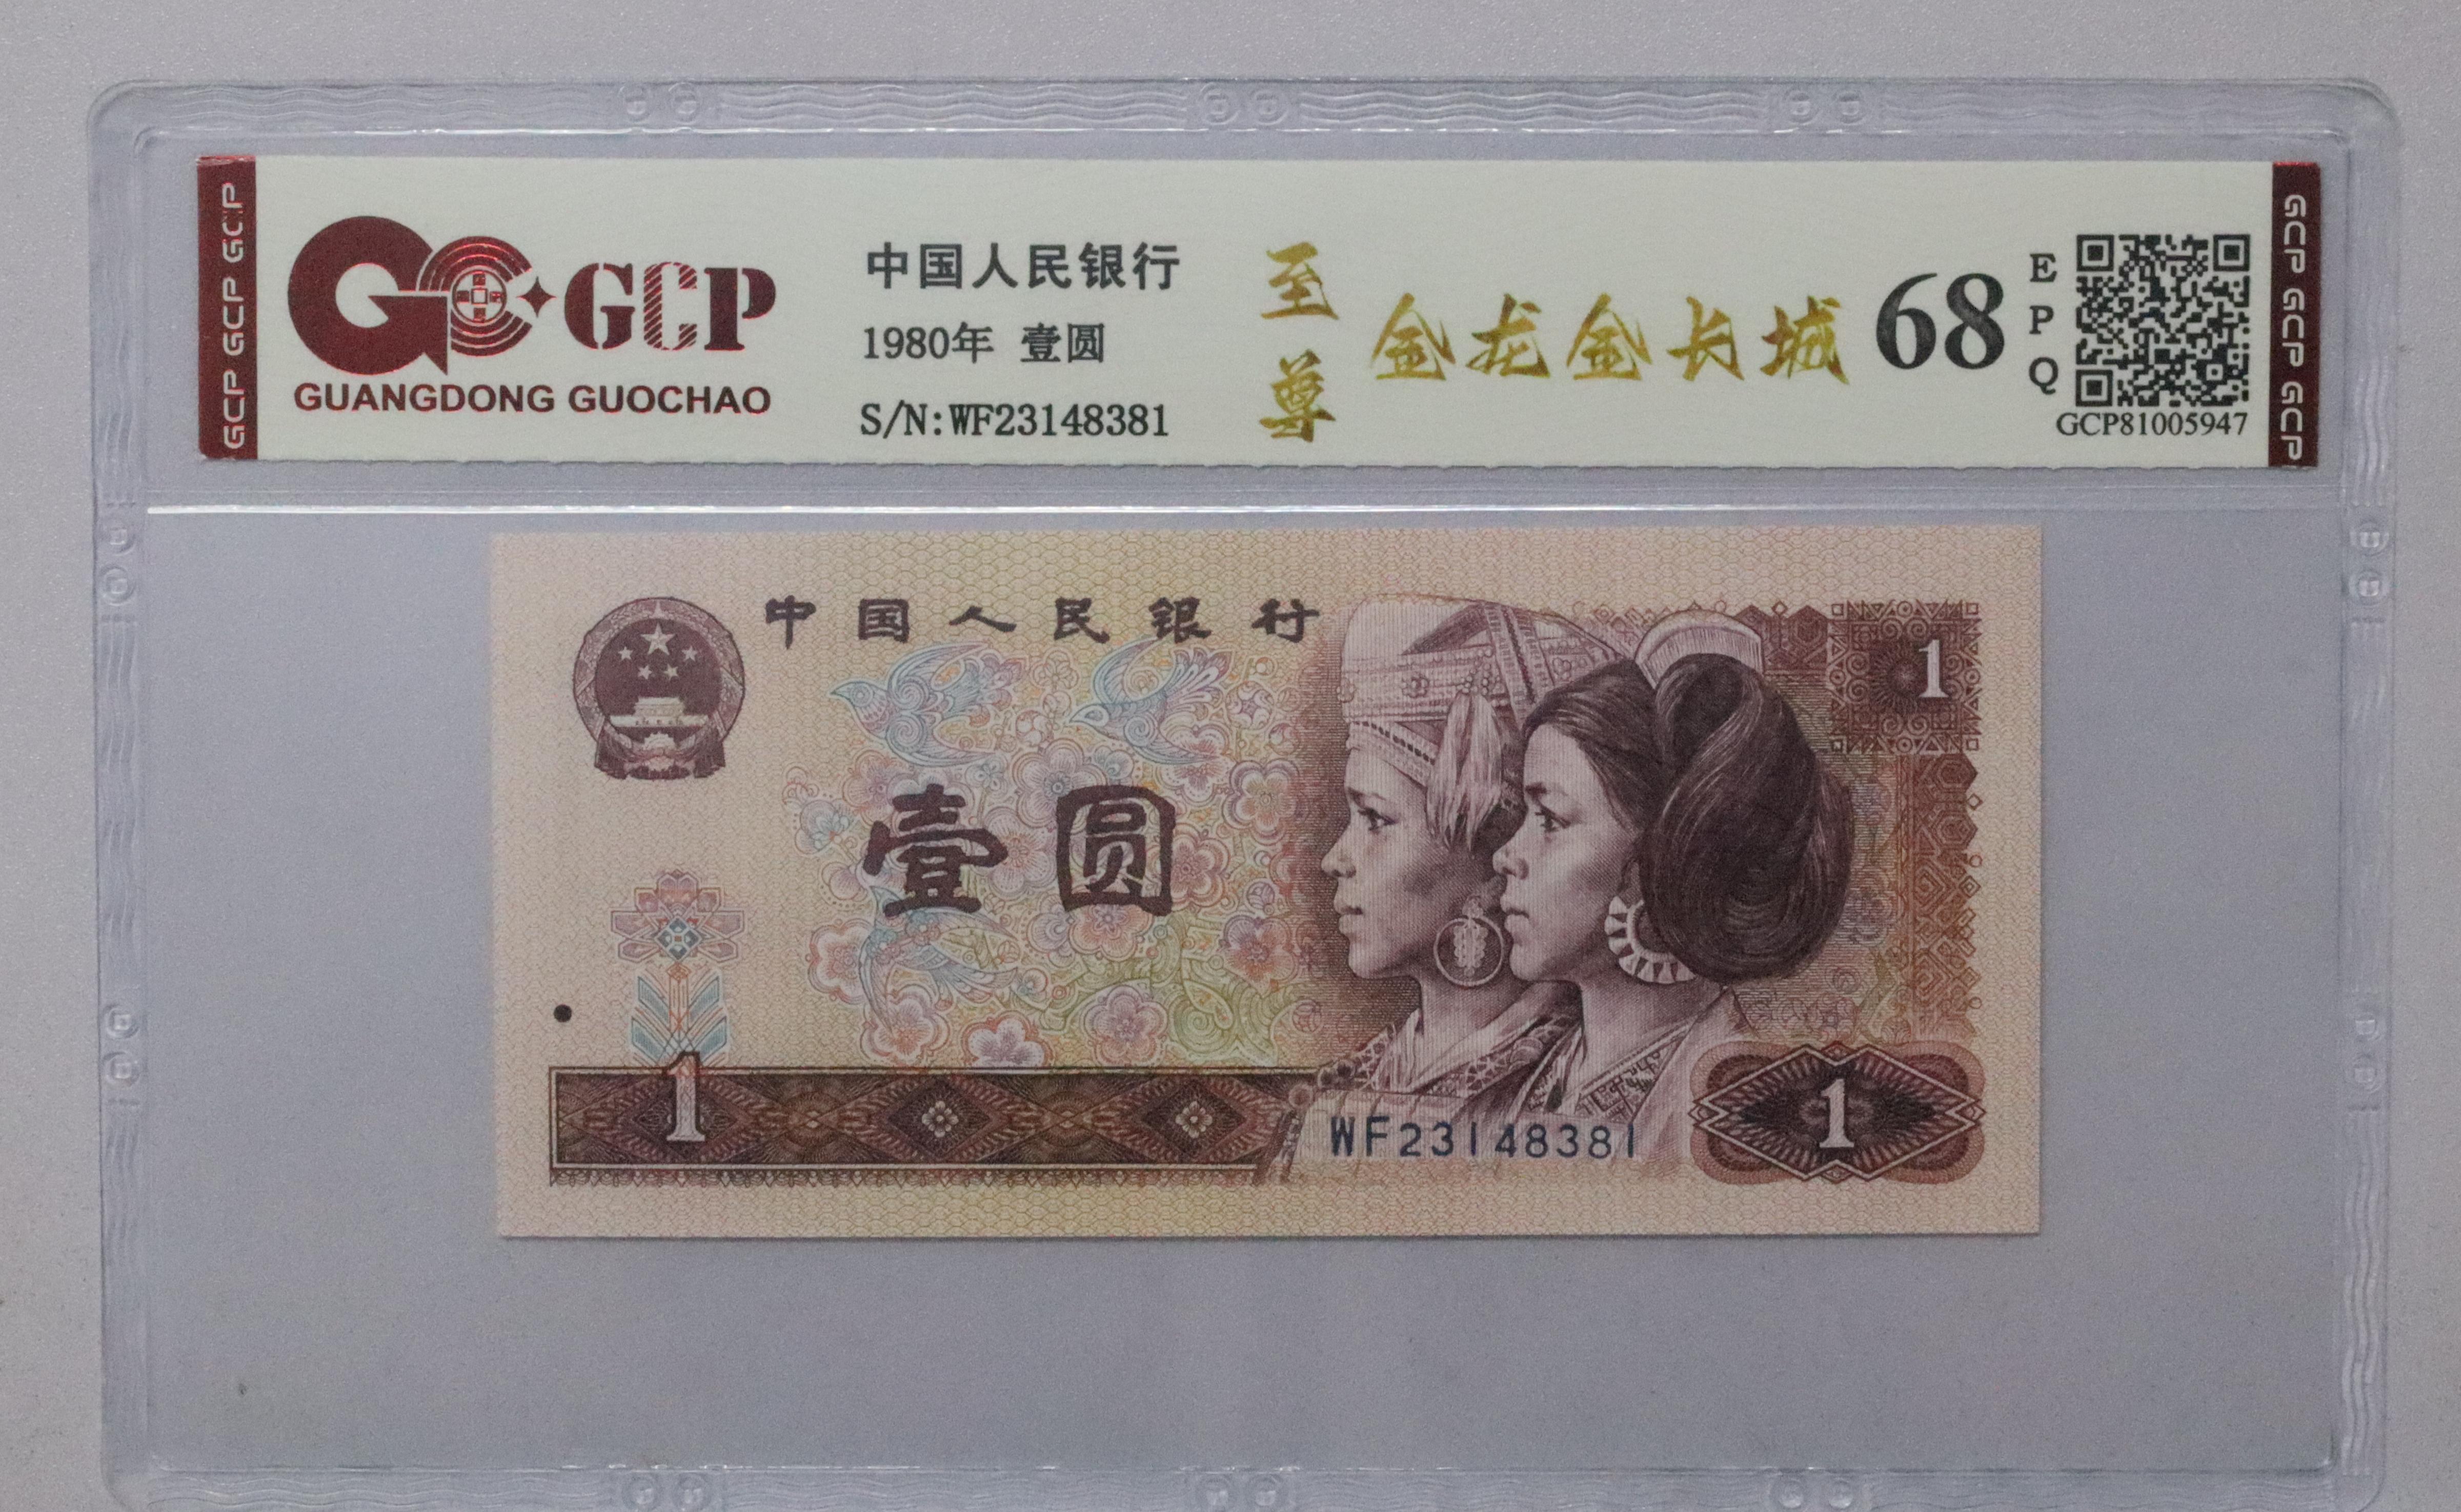 GCP GCP GCP
GCP
GUANGDONG GUOCHAO
中国人民银行
1980年 壹圆
S/N:WF23148381
至尊
金龙金长城
68
EPQ
GCP81005947
GCP GCP GCP
中国人民银行
壹圆
1
1
WF23148381
1